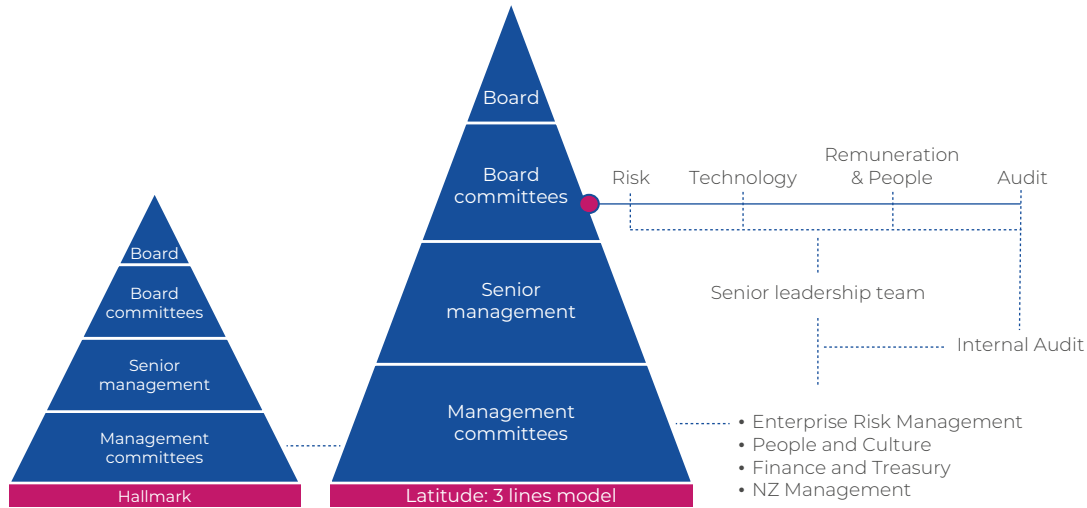 Board
Board
committees
Senior
management
Management
committees
Hallmark
Board
Board
committees
Senior
management
Management
committees
Latitude: 3 lines model
Risk
Technology
Remuneration
& People
Audit
Senior leadership team
Internal Audit
• Enterprise Risk Management
• People and Culture
• Finance and Treasury
• NZ Management